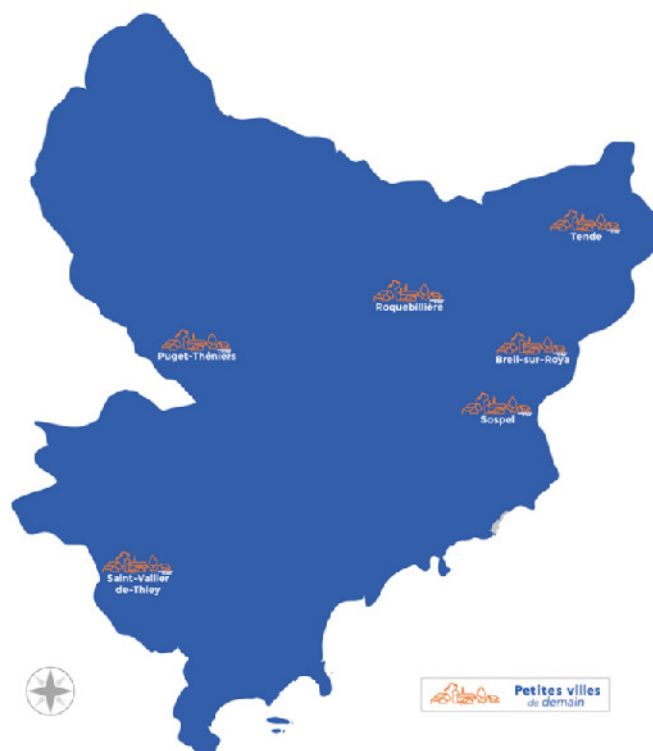 Tende
Roquebillière
Puget-Théniers
Breil-sur-Roya
Sospel
Saint-Vallier
de-Thiey
Petites villes
de demain